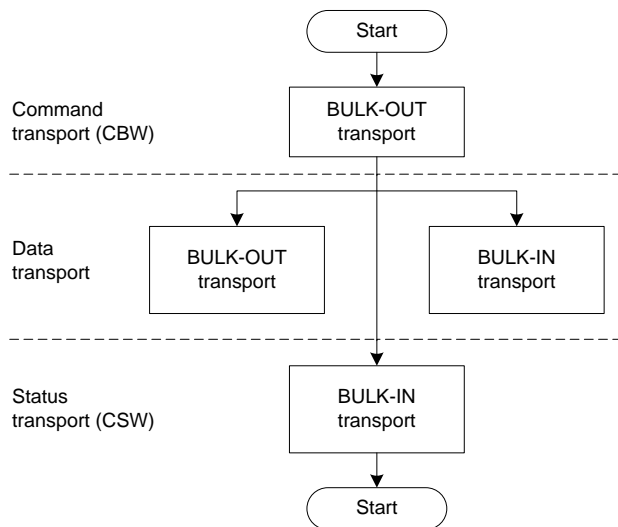 Start
Command
transport (CBW)
BULK-OUT
transport
Data
transport
BULK-OUT
transport
BULK-IN
transport
Status
transport (CSW)
BULK-IN
transport
Start